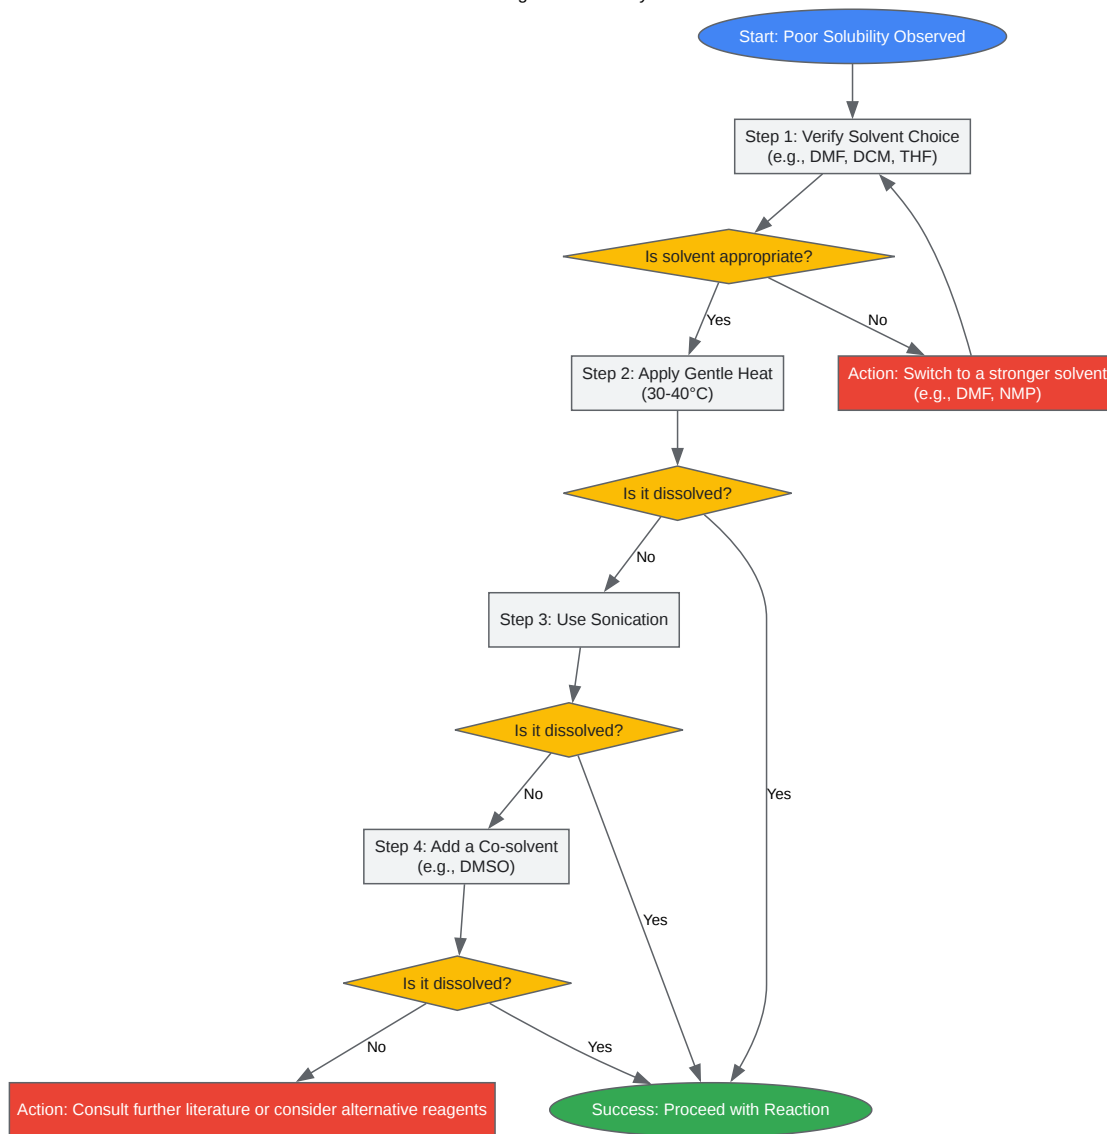 Start: Poor Solubility Observed
Step 1: Verify Solvent Choice
(e.g., DMF, DCM, THF)
Is solvent appropriate?
Yes
No
Step 2: Apply Gentle Heat
(30-40°C)
Action: Switch to a stronger solvent
(e.g., DMF, NMP)
Is it dissolved?
No
Step 3: Use Sonication
Is it dissolved?
No
Yes
Step 4: Add a Co-solvent
(e.g., DMSO)
Yes
Is it dissolved?
No
Yes
Action: Consult further literature or consider alternative reagents
Success: Proceed with Reaction